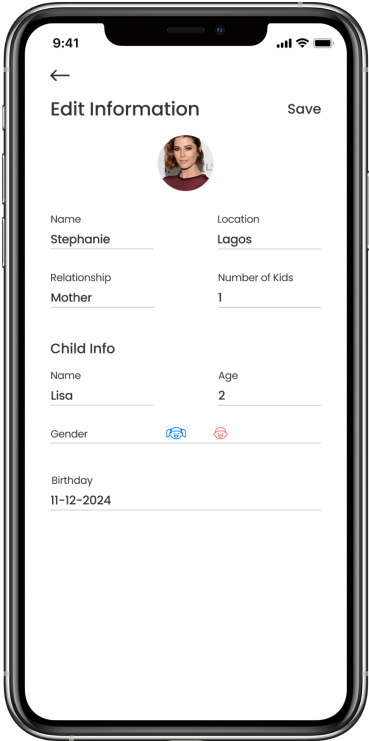 9:41
Edit Information Save
Name Location
Stephanie Lagos
Relationship Number of Kids
Mother 1
Child Info
Name Age
Lisa 2
Gender
Birthday
11-12-2024